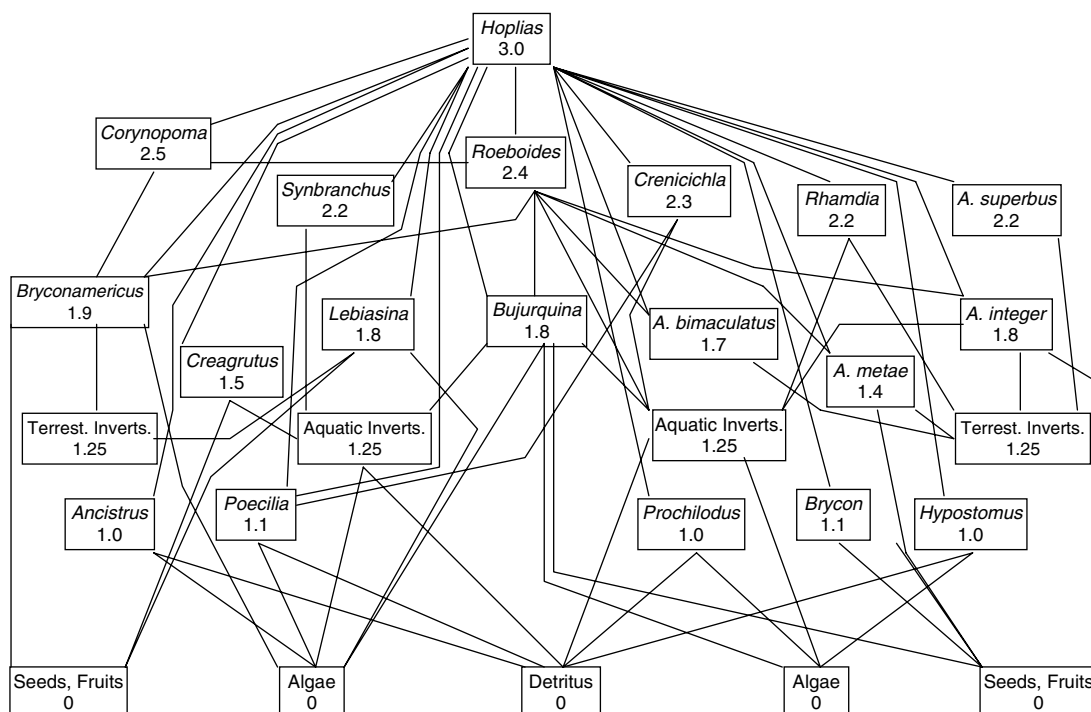 Hoplias
3.0
Corynopoma
2.5
Roeboides
2.4
Synbranchus
2.2
Crenicichla
2.3
Rhamdia
2.2
A. superbus
2.2
Bryconamericus
1.9
Lebiasina
1.8
Bujurquina
1.8
A. bimaculatus
1.7
A. integer
1.8
Creagrutus
1.5
A. metae
1.4
Terrest. Inverts.
1.25
Aquatic Inverts.
1.25
Aquatic Inverts.
1.25
Terrest. Inverts.
1.25
Ancistrus
1.0
Poecilia
1.1
Prochilodus
1.0
Brycon
1.1
Hypostomus
1.0
Seeds, Fruits
0
Algae
0
Detritus
0
Algae
0
Seeds, Fruits
0